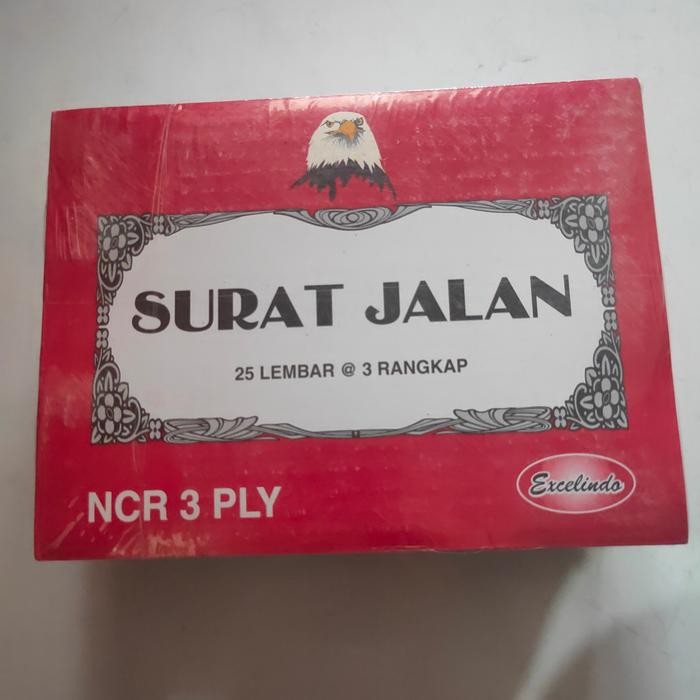 SURAT JALAN
25 LEMBAR @ 3 RANGKAP
NCR 3 PLY
Excelindo